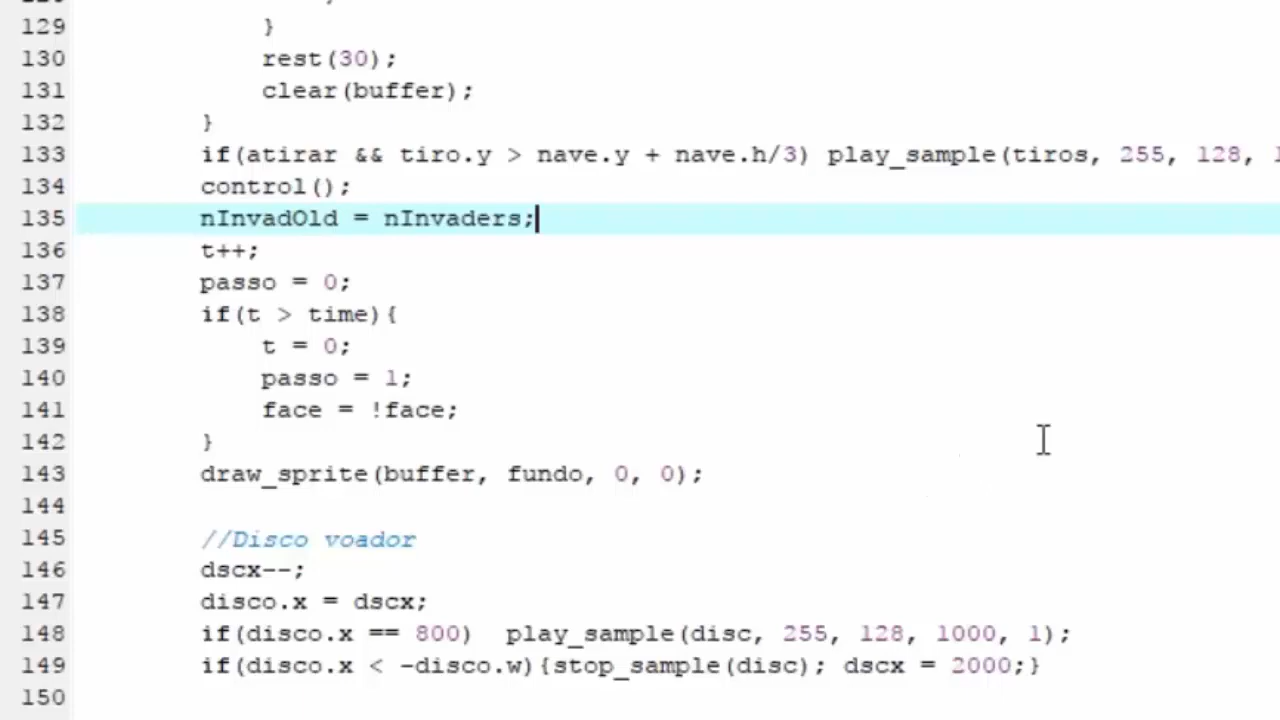 129 }
130 rest(30);
131 clear(buffer);
132 }
133 if(atirar && tiro.y > nave.y + nave.h/3) play_sample(tiros, 255, 128,
134 control();
135 nInvadOld = nInvaders;
136 t++;
137 passo = 0;
138 if(t > time){
139 t = 0;
140 passo = 1;
141 face = !face;
142 }
143 draw_sprite(buffer, fundo, 0, 0);
144
145 //Disco voador
146 dscx--;
147 disco.x = dscx;
148 if(disco.x == 800) play_sample(disc, 255, 128, 1000, 1);
149 if(disco.x < -disco.w){stop_sample(disc); dscx = 2000;}
150